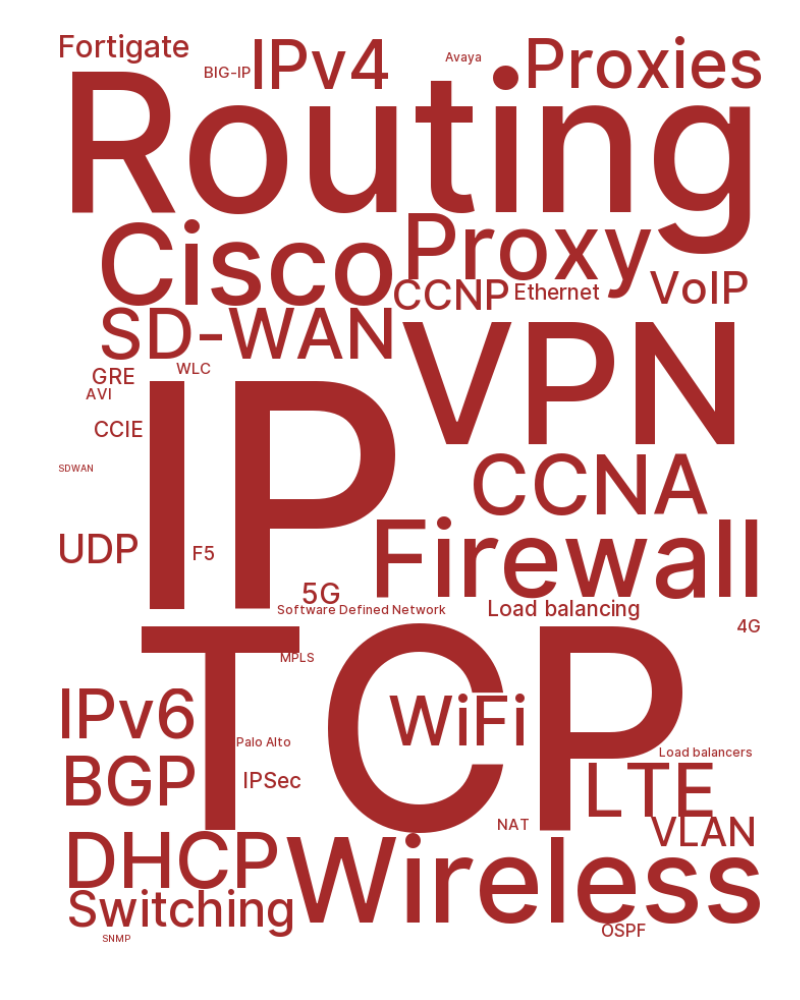 Fortigate
BIG-IP
IPv4
Avaya
Proxies
Routing
Cisco
Proxy
CCNP
Ethernet
VoIP
SD-WAN
VPN
GRE
WLC
AVI
CCIE
IP
SDWAN
CCNA
UDP
F5
Firewall
5G
Software Defined Network
Load balancing
4G
TCP
MPLS
IPv6
WiFi
Palo Alto
Load balancers
BGP
IPSec
LTE
NAT
VLAN
DHCP
Wireless
Switching
SNMP
OSPF